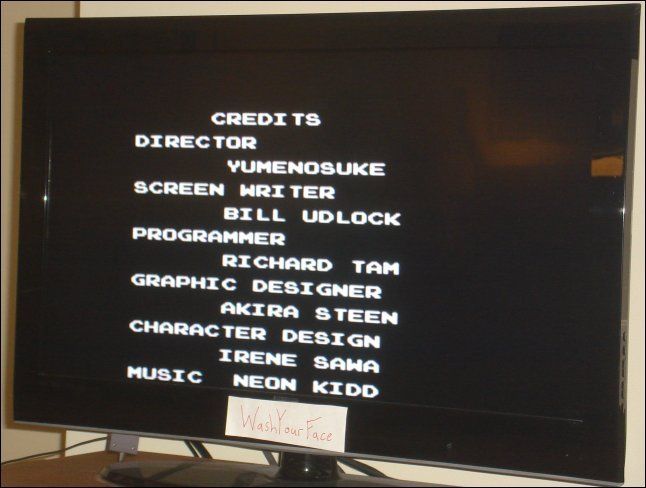 CREDITS
DIRECTOR
YUMENOSUKE
SCREEN WRITER
BILL UDLOCK
PROGRAMMER
RICHARD TAM
GRAPHIC DESIGNER
AKIRA STEEN
CHARACTER DESIGN
IRENE SAWA
MUSIC NEON KIDD
WashYourFace